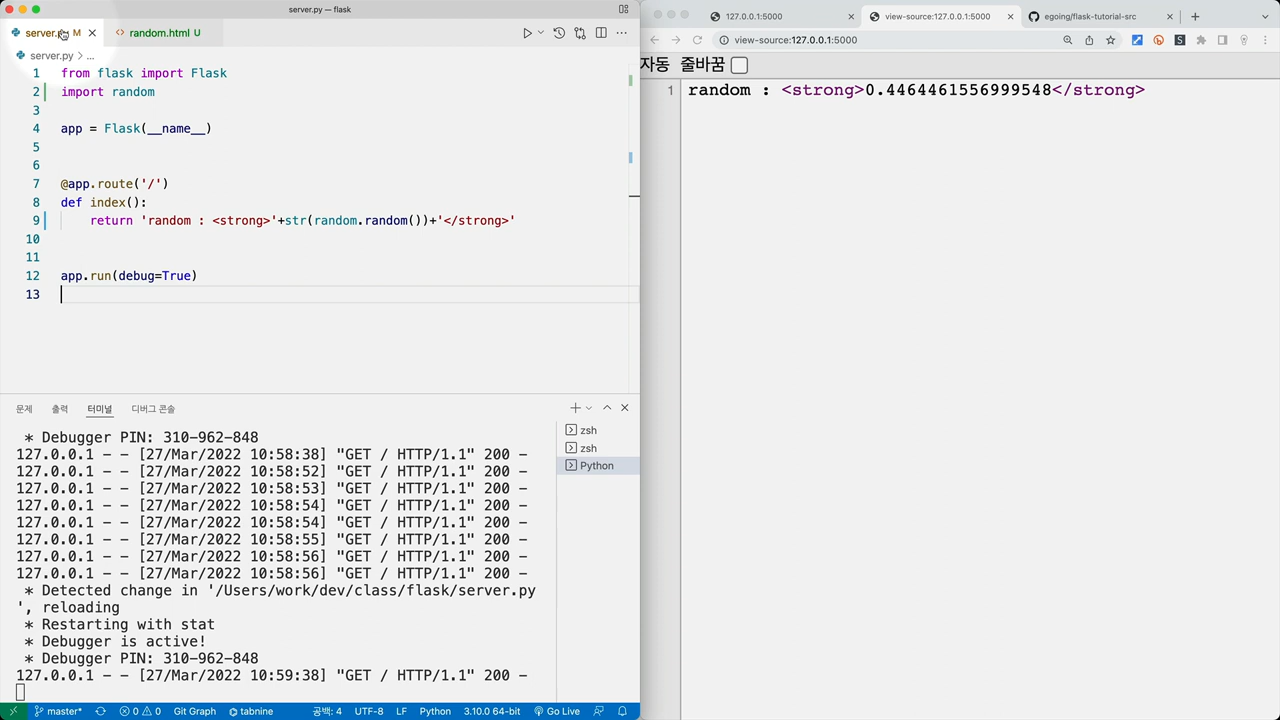 server.py — flask
server.py M
random.html U
server.py > ...
1 from flask import Flask
2 import random
3
4 app = Flask(__name__)
5
6
7 @app.route('/')
8 def index():
9 return 'random : <strong>'+str(random.random())+'</strong>'
10
11
12 app.run(debug=True)
13
문제 출력 터미널 디버그 콘솔
* Debugger PIN: 310-962-848
127.0.0.1 - - [27/Mar/2022 10:58:38] "GET / HTTP/1.1" 200 -
127.0.0.1 - - [27/Mar/2022 10:58:52] "GET / HTTP/1.1" 200 -
127.0.0.1 - - [27/Mar/2022 10:58:53] "GET / HTTP/1.1" 200 -
127.0.0.1 - - [27/Mar/2022 10:58:54] "GET / HTTP/1.1" 200 -
127.0.0.1 - - [27/Mar/2022 10:58:54] "GET / HTTP/1.1" 200 -
127.0.0.1 - - [27/Mar/2022 10:58:55] "GET / HTTP/1.1" 200 -
127.0.0.1 - - [27/Mar/2022 10:58:56] "GET / HTTP/1.1" 200 -
127.0.0.1 - - [27/Mar/2022 10:58:56] "GET / HTTP/1.1" 200 -
* Detected change in '/Users/work/dev/class/flask/server.py
', reloading
* Restarting with stat
* Debugger is active!
* Debugger PIN: 310-962-848
127.0.0.1 - - [27/Mar/2022 10:59:38] "GET / HTTP/1.1" 200 -
zsh
zsh
Python
master* 0 0 Git Graph tabnine 공백: 4 UTF-8 LF Python 3.10.0 64-bit Go Live
127.0.0.1:5000
view-source:127.0.0.1:5000
egoing/flask-tutorial-src
view-source:127.0.0.1:5000
자동 줄바꿈
1 random : <strong>0.4464461556999548</strong>